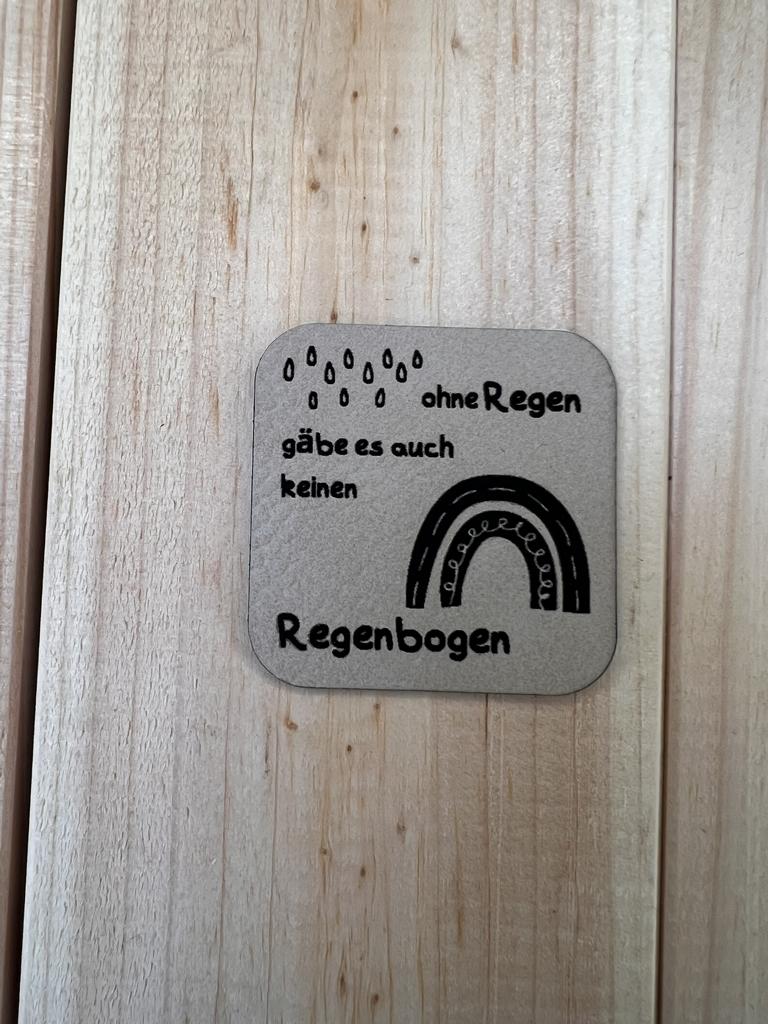 ohne Regen
gäbe es auch
keinen
Regenbogen